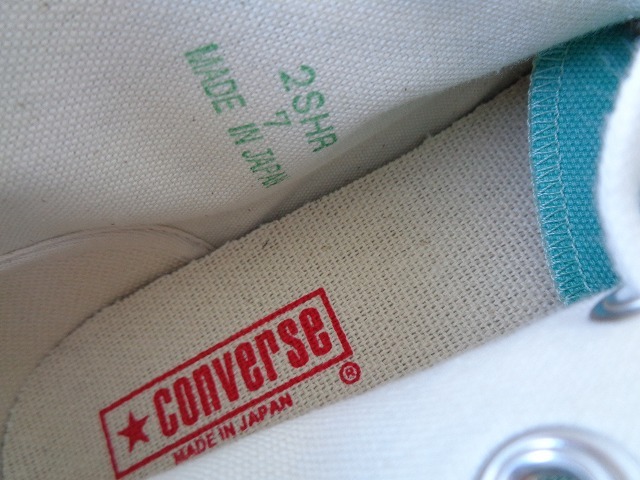 2SHR
7
MADE IN JAPAN
★ converse ®
MADE IN JAPAN